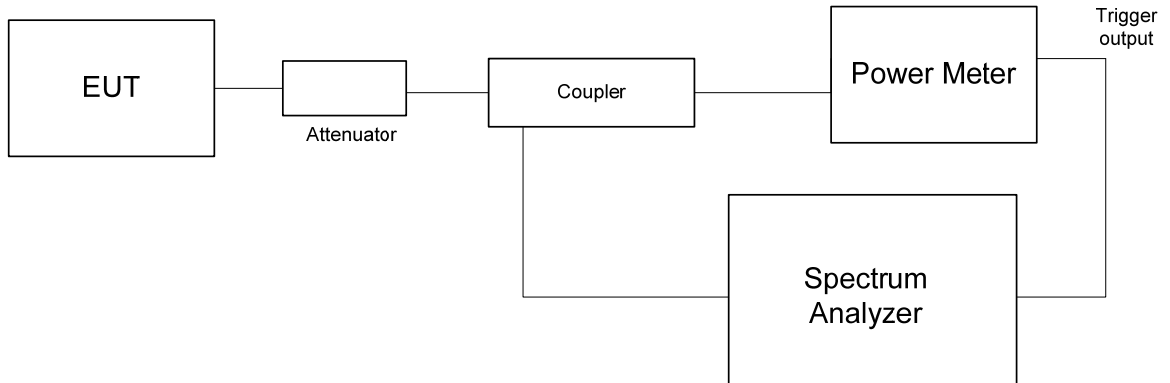 EUT
Attenuator
Coupler
Power Meter
Trigger
output
Spectrum
Analyzer